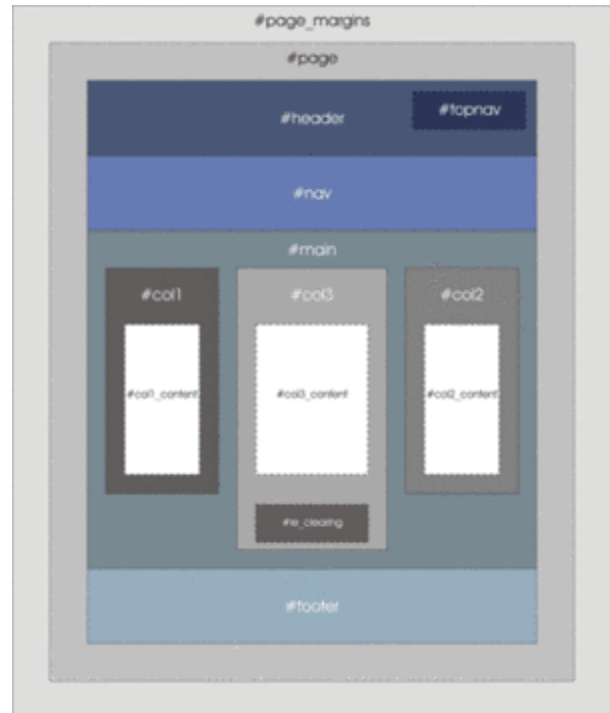 #page_margins
#page
#header
#topnav
#nav
#main
#col1
#col3
#col2
#col1_content
#col3_content
#col2_content
#ie_clearing
#footer